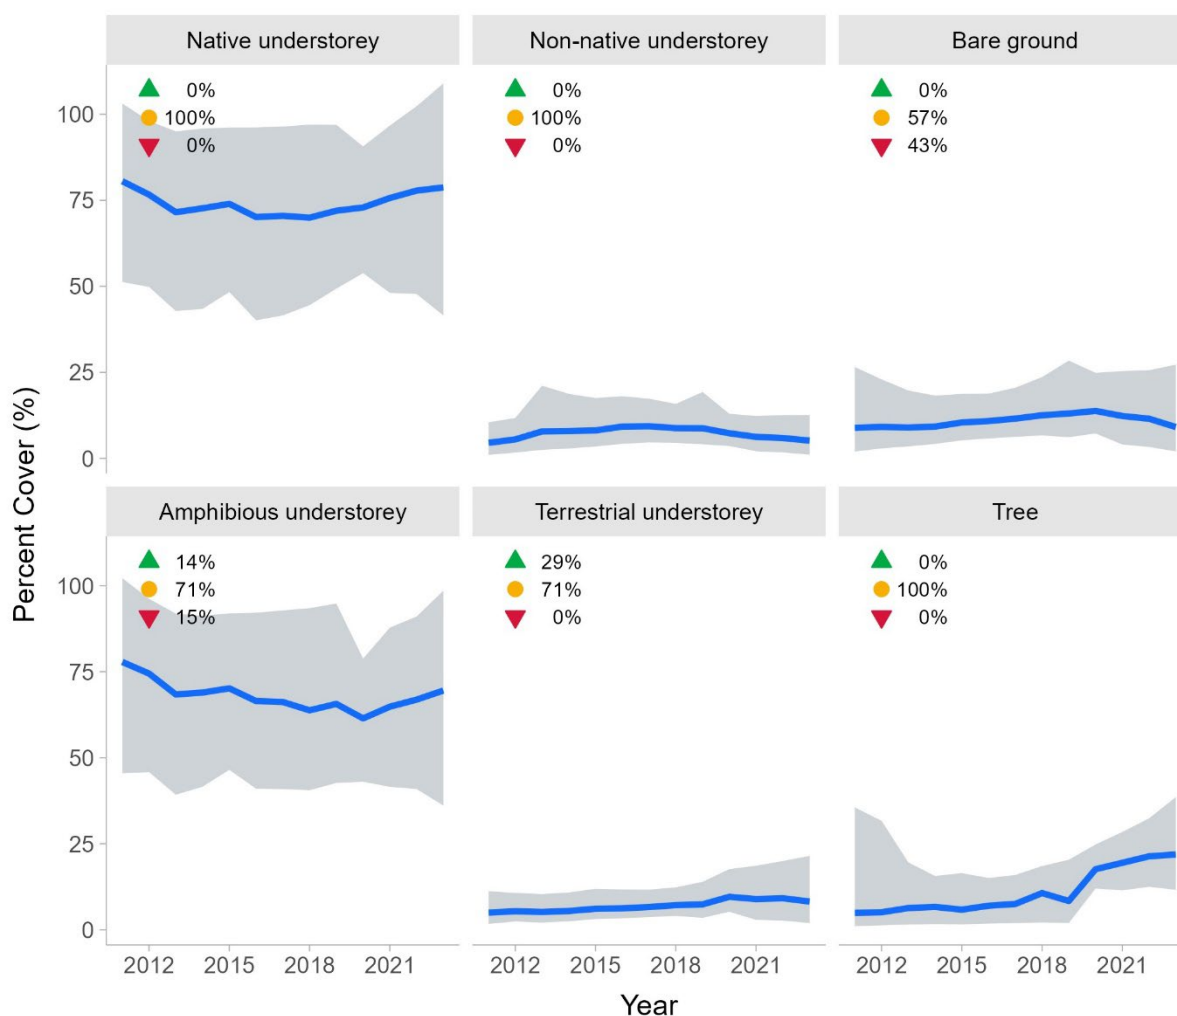 Native understorey
Non-native understorey
Bare ground
0%
100%
0%
0%
100%
0%
0%
57%
43%
100
75
50
25
0
Percent Cover (%)
Amphibious understorey
Terrestrial understorey
Tree
14%
71%
15%
29%
71%
0%
0%
100%
0%
100
75
50
25
0
2012 2015 2018 2021
2012 2015 2018 2021
2012 2015 2018 2021
Year